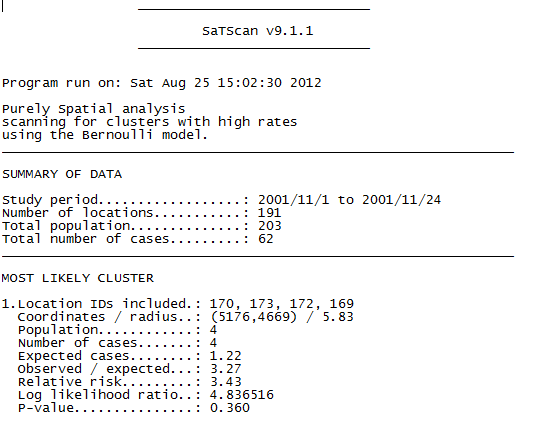 SaTScan v9.1.1
Program run on: Sat Aug 25 15:02:30 2012
Purely Spatial analysis
scanning for clusters with high rates
using the Bernoulli model.
SUMMARY OF DATA
Study period..................: 2001/11/1 to 2001/11/24
Number of locations...........: 191
Total population..............: 203
Total number of cases.........: 62
MOST LIKELY CLUSTER
1.Location IDs included.: 170, 173, 172, 169
Coordinates / radius..: (5176,4669) / 5.83
Population............: 4
Number of cases.......: 4
Expected cases........: 1.22
Observed / expected...: 3.27
Relative risk.........: 3.43
Log likelihood ratio..: 4.836516
P-value...............: 0.360